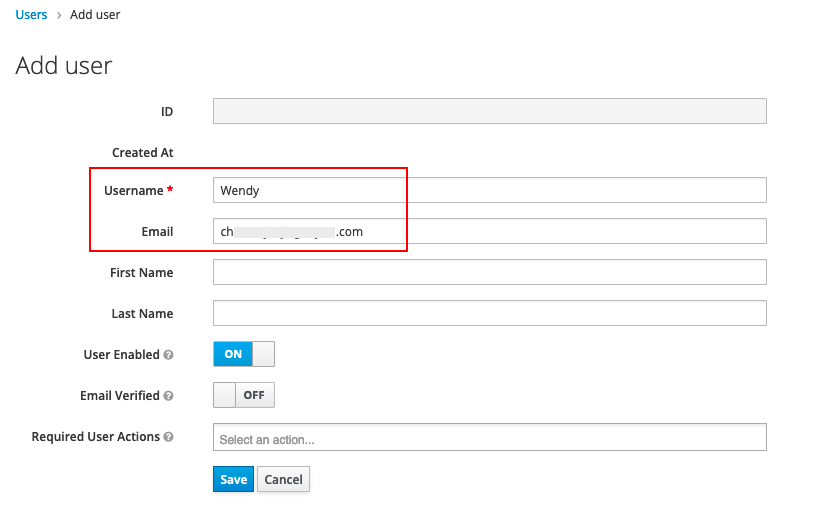 Users > Add user
Add user
ID
Created At
Username * Wendy
Email ch .com
First Name
Last Name
User Enabled ON
Email Verified OFF
Required User Actions Select an action...
Save Cancel